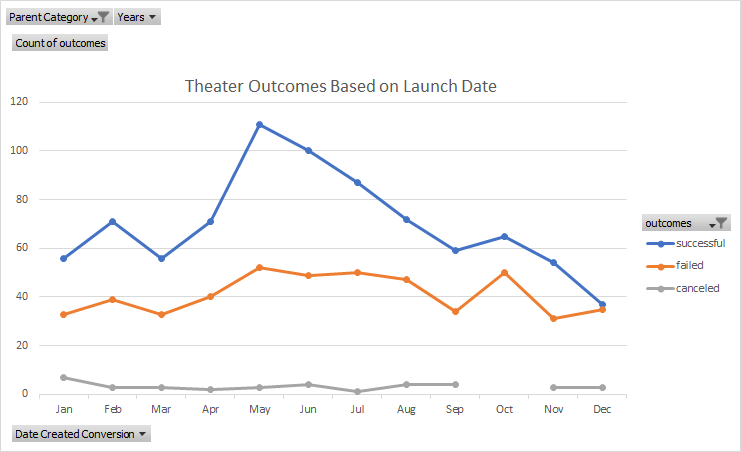 Parent Category Years
Count of outcomes
Theater Outcomes Based on Launch Date
120
100
80
60
40
20
0
Jan Feb Mar Apr May Jun Jul Aug Sep Oct Nov Dec
outcomes
successful
failed
canceled
Date Created Conversion